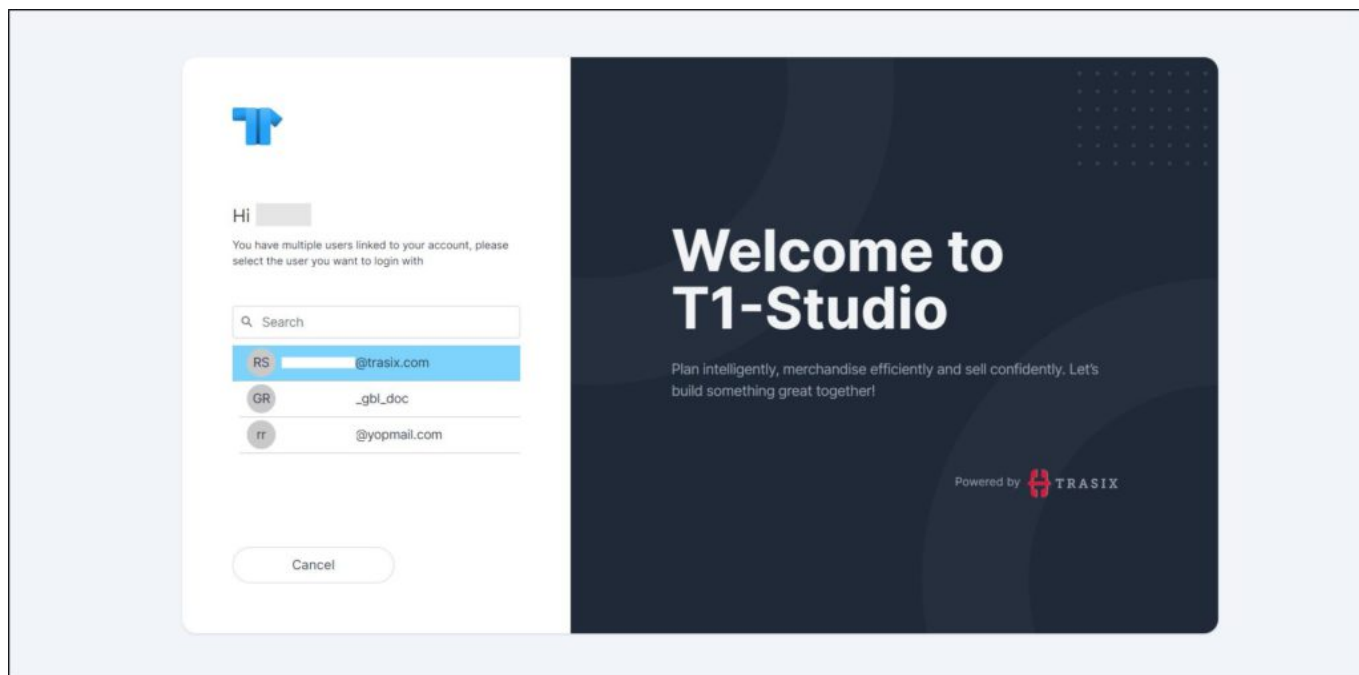 Hi
You have multiple users linked to your account, please
select the user you want to login with
Search
RS @trasix.com
GR _gbl_doc
rr @yopmail.com
Cancel
Welcome to
T1-Studio
Plan intelligently, merchandise efficiently and sell confidently. Let's
build something great together!
Powered by TRASIX